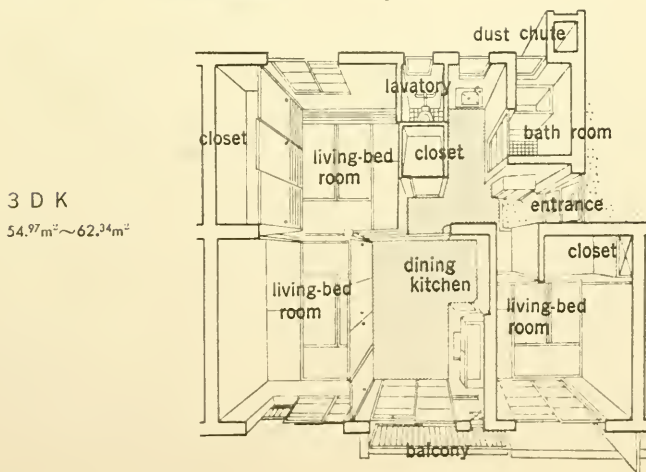 3 D K
54.97m²～62.34m²
dust chute
lavatory
closet
living-bed
room
closet
bath room
entrance
closet
dining
kitchen
living-bed
room
living-bed
room
balcony